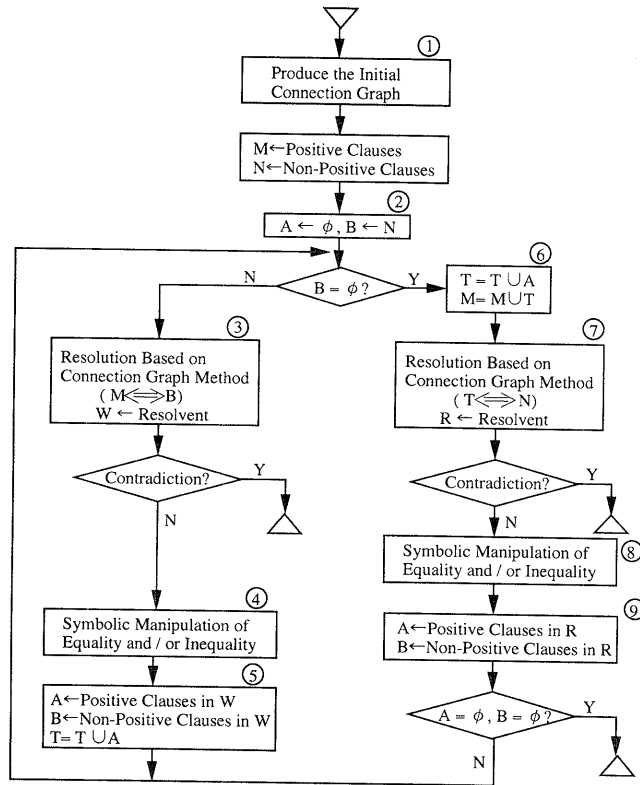 ①
Produce the Initial
Connection Graph
M←Positive Clauses
N←Non-Positive Clauses
②
A ← ϕ , B ← N
B = ϕ ?
N
Y
③
Resolution Based on
Connection Graph Method
( M⟺B)
W ← Resolvent
Contradiction?
Y
N
④
Symbolic Manipulation of
Equality and / or Inequality
⑤
A←Positive Clauses in W
B←Non-Positive Clauses in W
T= T ∪ A
⑥
T = T ∪ A
M= M ∪ T
⑦
Resolution Based on
Connection Graph Method
( T⟺N)
R ← Resolvent
Contradiction?
Y
N
⑧
Symbolic Manipulation of
Equality and / or Inequality
⑨
A←Positive Clauses in R
B←Non-Positive Clauses in R
A = ϕ , B = ϕ ?
Y
N